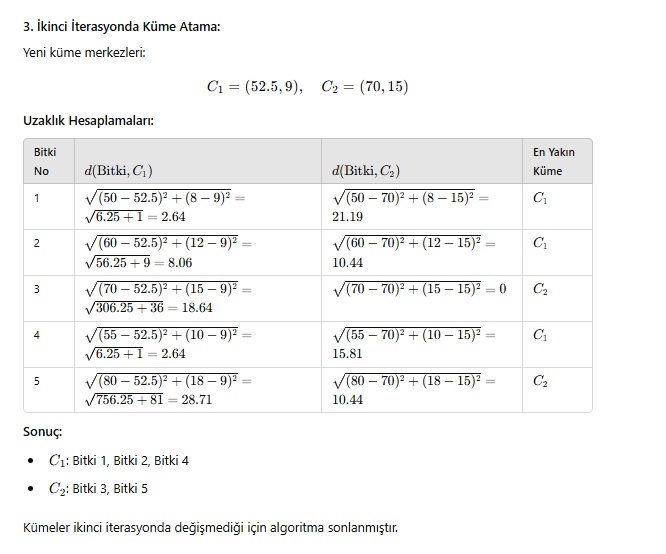 3. İkinci İterasyonda Küme Atama:
Yeni küme merkezleri:
C₁ = (52.5, 9), C₂ = (70, 15)
Uzaklık Hesaplamaları:
Bitki No | d(Bitki, C₁) | d(Bitki, C₂) | En Yakın Küme
1 | √((50 − 52.5)² + (8 − 9)²) = √(6.25 + 1) = 2.64 | √((50 − 70)² + (8 − 15)²) = 21.19 | C₁
2 | √((60 − 52.5)² + (12 − 9)²) = √(56.25 + 9) = 8.06 | √((60 − 70)² + (12 − 15)²) = 10.44 | C₁
3 | √((70 − 52.5)² + (15 − 9)²) = √(306.25 + 36) = 18.64 | √((70 − 70)² + (15 − 15)²) = 0 | C₂
4 | √((55 − 52.5)² + (10 − 9)²) = √(6.25 + 1) = 2.64 | √((55 − 70)² + (10 − 15)²) = 15.81 | C₁
5 | √((80 − 52.5)² + (18 − 9)²) = √(756.25 + 81) = 28.71 | √((80 − 70)² + (18 − 15)²) = 10.44 | C₂
Sonuç:
• C₁: Bitki 1, Bitki 2, Bitki 4
• C₂: Bitki 3, Bitki 5
Kümeler ikinci iterasyonda değişmediği için algoritma sonlanmıştır.